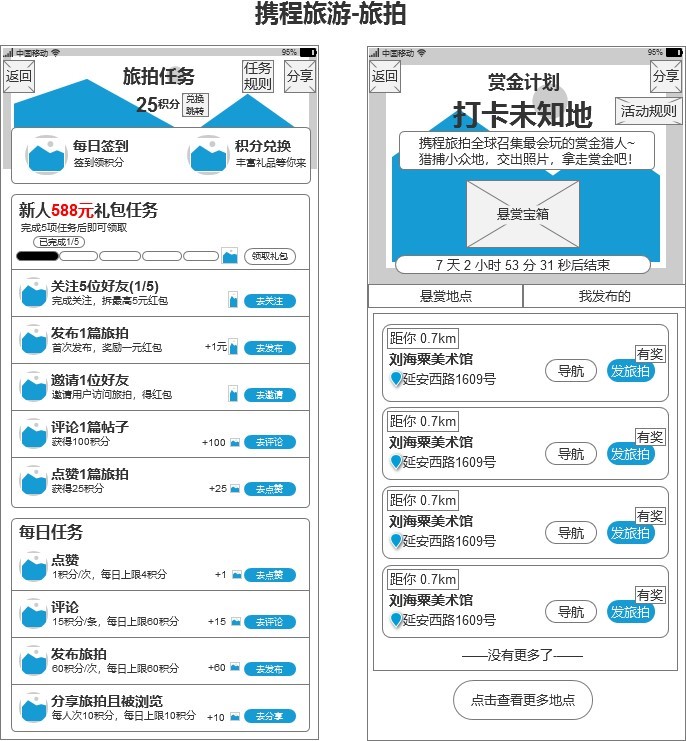 携程旅游-旅拍
中国移动
95%
返回
旅拍任务
任务规则
分享
25积分
兑换跳转
每日签到
签到领积分
积分兑换
丰富礼品等你来
新人588元礼包任务
完成5项任务后即可领取
已完成1/5
领取礼包
关注5位好友(1/5)
完成关注，拆最高5元红包
去关注
发布1篇旅拍
首次发布，奖励一元红包
+1元
去发布
邀请1位好友
邀请用户访问旅拍，得红包
去邀请
评论1篇帖子
获得100积分
+100
去评论
点赞1篇旅拍
获得25积分
+25
去点赞
每日任务
点赞
1积分/次，每日上限4积分
+1
去点赞
评论
15积分/条，每日上限60积分
+15
去评论
发布旅拍
60积分/次，每日上限60积分
+60
去发布
分享旅拍且被浏览
每人次10积分，每日上限10积分
+10
去分享
中国移动
95%
返回
赏金计划
分享
打卡未知地
活动规则
携程旅拍全球召集最会玩的赏金猎人~
猎捕小众地，交出照片，拿走赏金吧！
悬赏宝箱
7 天 2 小时 53 分 31 秒后结束
悬赏地点
我发布的
距你 0.7km
刘海粟美术馆
延安西路1609号
导航
有奖
发旅拍
距你 0.7km
刘海粟美术馆
延安西路1609号
导航
有奖
发旅拍
距你 0.7km
刘海粟美术馆
延安西路1609号
导航
有奖
发旅拍
距你 0.7km
刘海粟美术馆
延安西路1609号
导航
有奖
发旅拍
——没有更多了——
点击查看更多地点